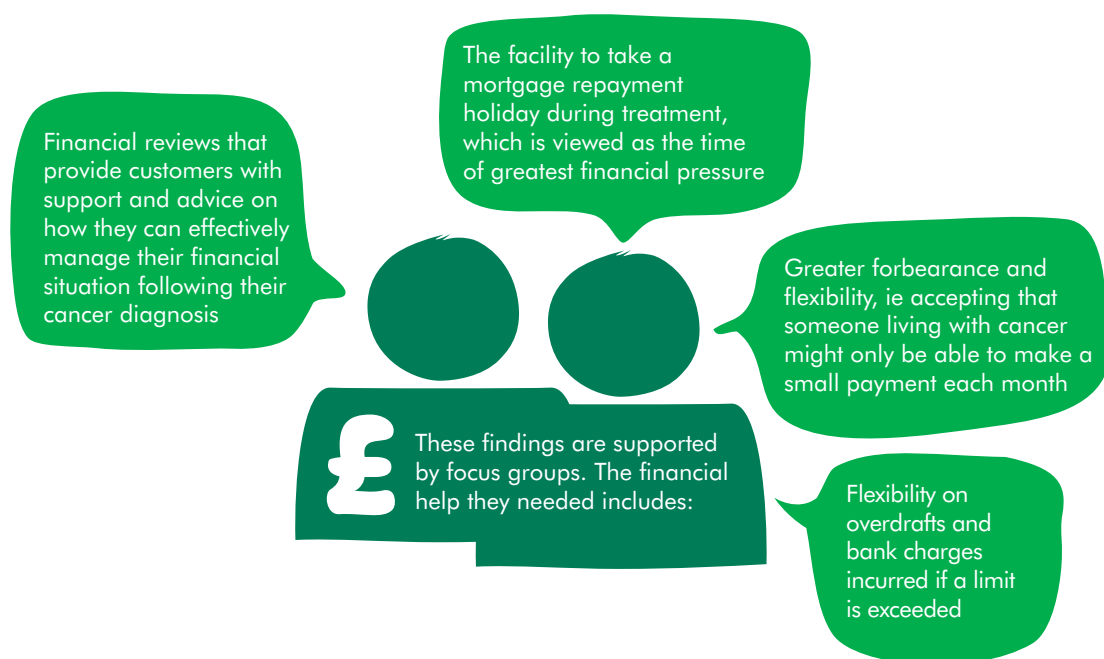 The facility to take a
mortgage repayment
holiday during treatment,
which is viewed as the time
of greatest financial pressure
Financial reviews that
provide customers with
support and advice on
how they can effectively
manage their financial
situation following their
cancer diagnosis
Greater forbearance and
flexibility, ie accepting that
someone living with cancer
might only be able to make a
small payment each month
£
These findings are supported
by focus groups. The financial
help they needed includes:
Flexibility on
overdrafts and
bank charges
incurred if a limit
is exceeded